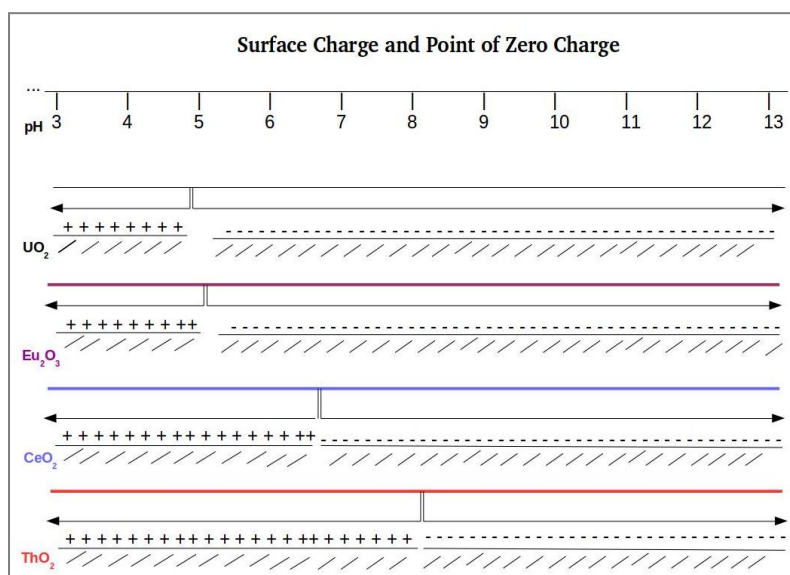 Surface Charge and Point of Zero Charge
...
pH 3 4 5 6 7 8 9 10 11 12 13
+ + + + + + + + - - - - - - - - - - - - - - - - - - - - - - - - - - - - - - - - - - - - - - - - - -
UO₂
+ + + + + + + + ++ - - - - - - - - - - - - - - - - - - - - - - - - - - - - - - - - - - - - - - - - - -
Eu₂O₃
+ + + + + + + + ++ + + + + + ++ - - - - - - - - - - - - - - - - - - - - - - - - - - - - - - - - - - -
CeO₂
+ + + + + + + + ++ + + + + + ++ + + + + + + - - - - - - - - - - - - - - - - - - - - - - - - - - -
ThO₂